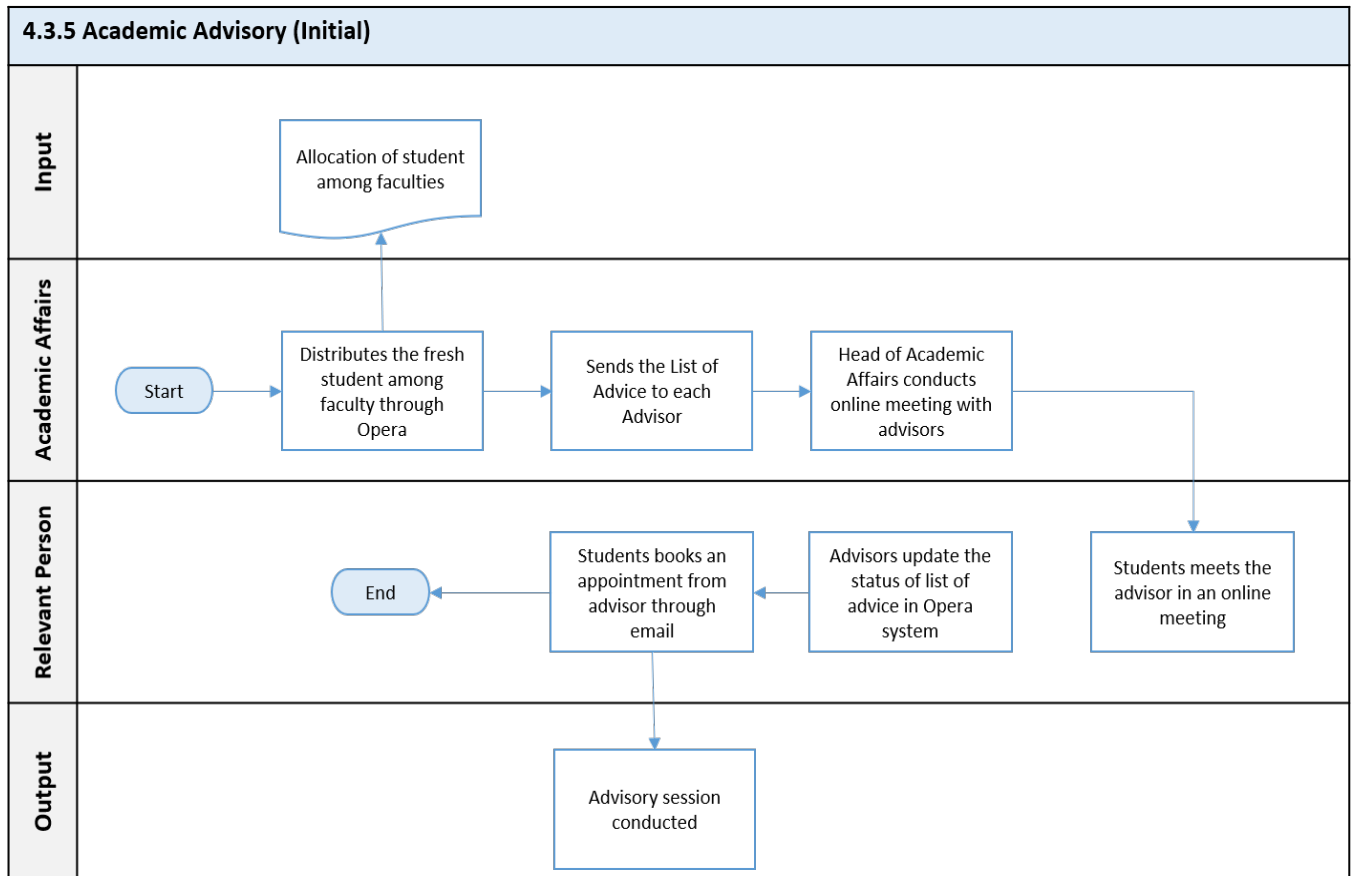 4.3.5 Academic Advisory (Initial)
Input
Allocation of student
among faculties
Academic Affairs
Start
Distributes the fresh
student among
faculty through
Opera
Sends the List of
Advice to each
Advisor
Head of Academic
Affairs conducts
online meeting with
advisors
Relevant Person
End
Students books an
appointment from
advisor through
email
Advisors update the
status of list of
advice in Opera
system
Students meets the
advisor in an online
meeting
Output
Advisory session
conducted